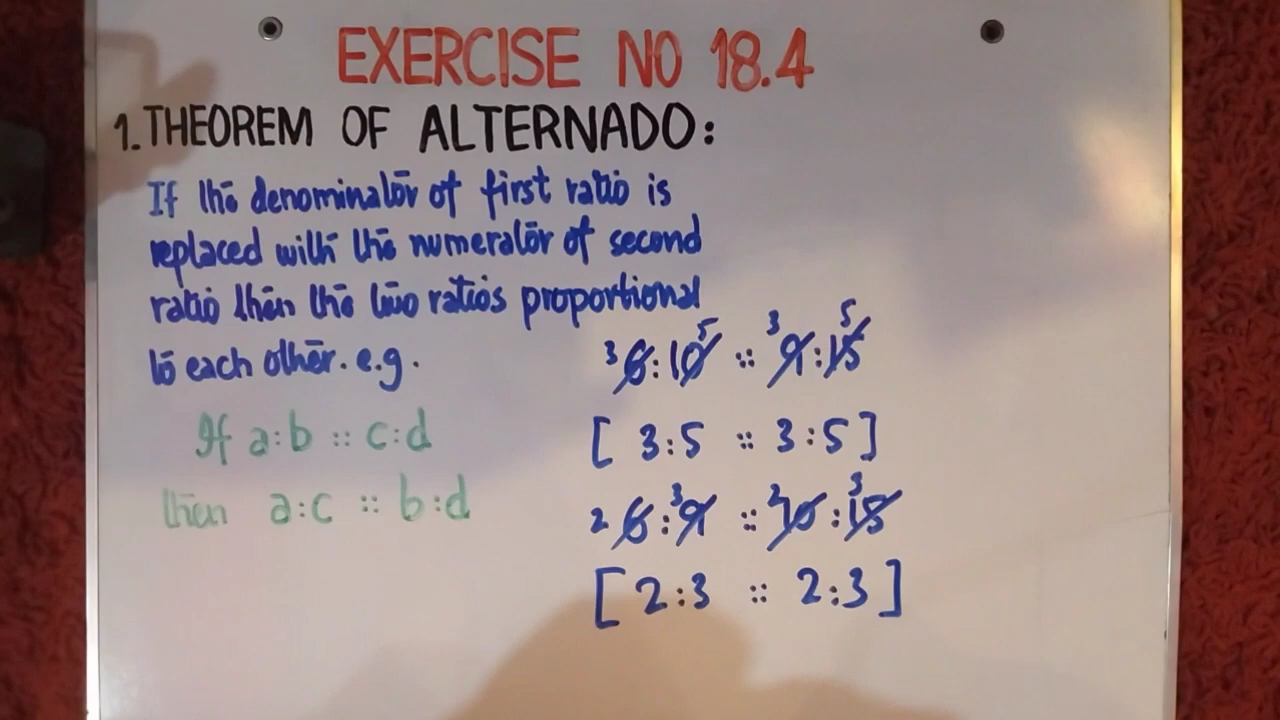 EXERCISE NO 18.4
1. THEOREM OF ALTERNADO:
If the denominator of first ratio is
replaced with the numerator of second
ratio then the two ratios proportional
to each other. e.g.
If a:b :: c:d
then a:c :: b:d
3 6:10 5 :: 3 9:15 5
[ 3:5 :: 3:5 ]
2 6:3 9 :: 2 10:3 15
[ 2:3 :: 2:3 ]